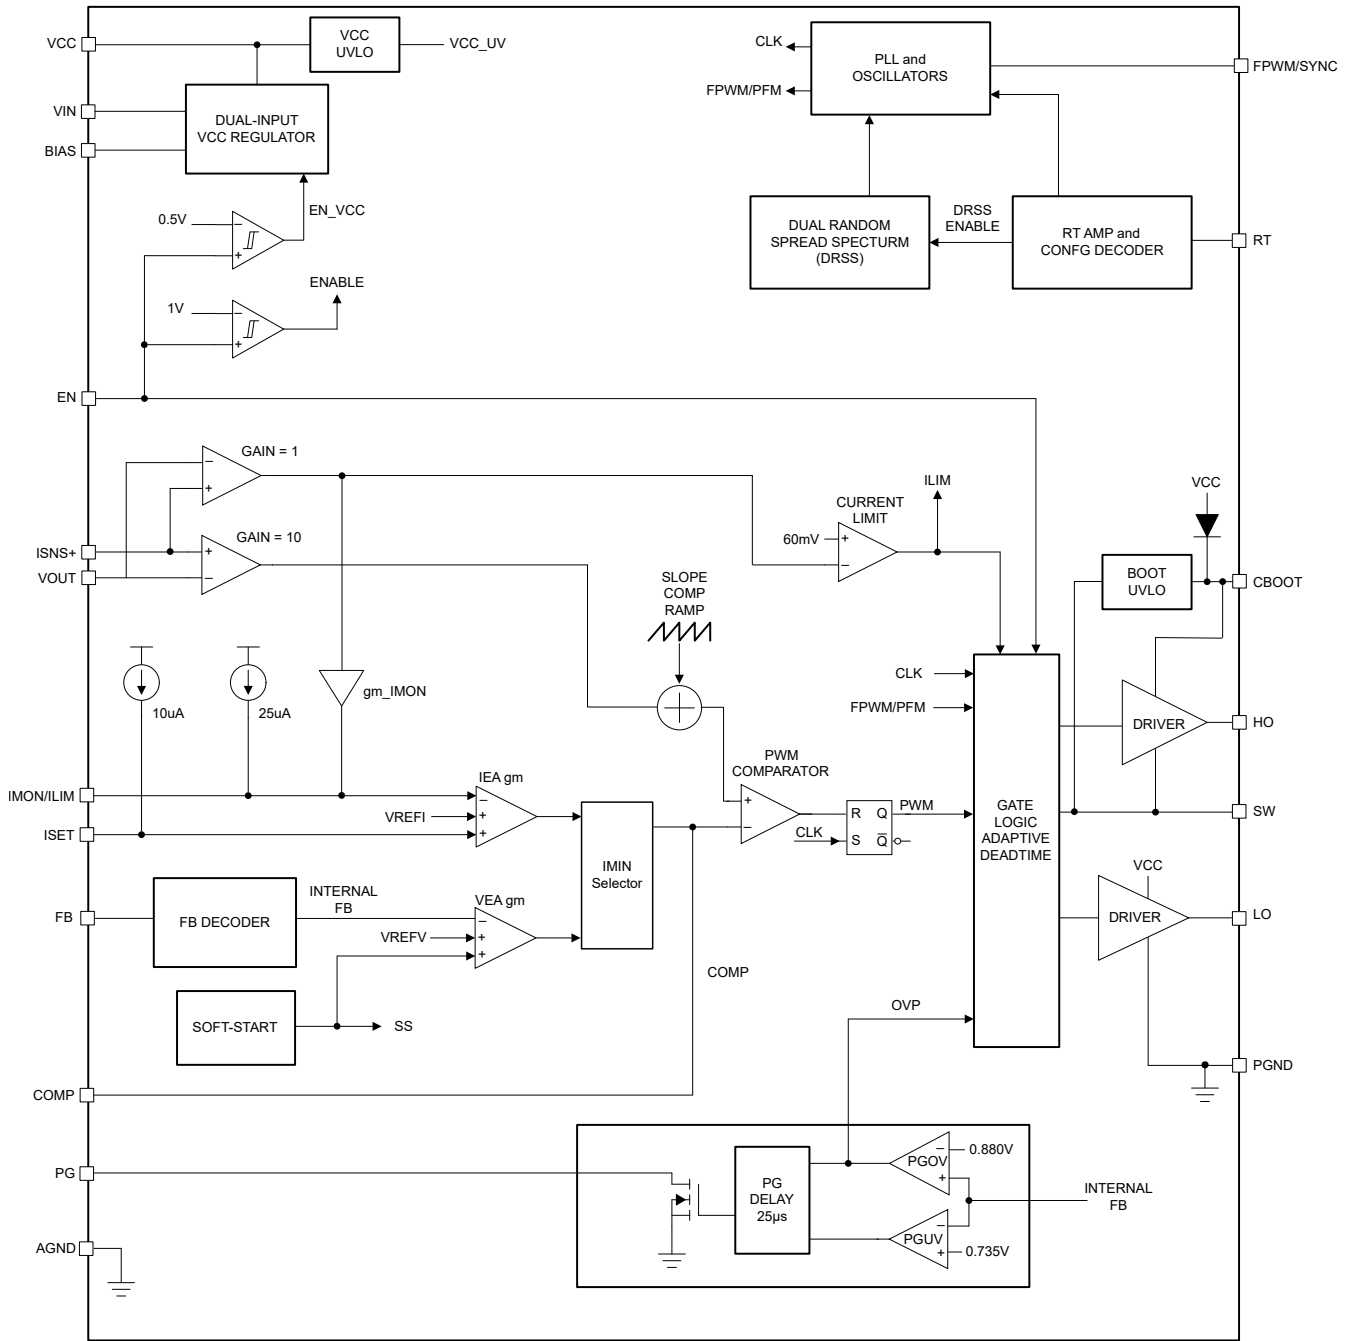 VCC
VCC
UVLO
VCC_UV
VIN
BIAS
DUAL-INPUT
VCC REGULATOR
EN_VCC
0.5V
−
+
ENABLE
1V
−
+
EN
CLK
FPWM/PFM
PLL and
OSCILLATORS
FPWM/SYNC
DUAL RANDOM
SPREAD SPECTURM
(DRSS)
DRSS
ENABLE
RT AMP and
CONFG DECODER
RT
GAIN = 1
−
+
GAIN = 10
+
−
ISNS+
VOUT
CURRENT
LIMIT
60mV
+
−
ILIM
VCC
BOOT
UVLO
CBOOT
SLOPE
COMP
RAMP
10uA
25uA
gm_IMON
CLK
FPWM/PFM
DRIVER
HO
IMON/ILIM
ISET
IEA gm
VREFI
−
+
+
IMIN
Selector
PWM
COMPARATOR
+
−
CLK
R
Q
S
Q
PWM
GATE
LOGIC
ADAPTIVE
DEADTIME
SW
VCC
DRIVER
LO
FB
FB DECODER
INTERNAL
FB
VEA gm
VREFV
−
+
+
COMP
SOFT-START
SS
OVP
PGND
COMP
PG
PG
DELAY
25µs
PGOV
−
+
0.880V
INTERNAL
FB
PGUV
−
+
0.735V
AGND